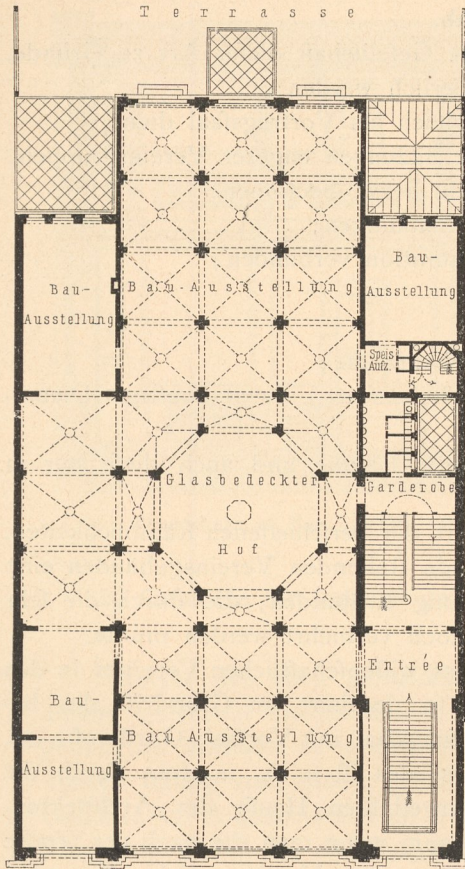 Terrasse
Bau-
Ausstellung
Bau-Ausstellung
Bau-
Ausstellung
Speis
Aufz.
Glasbedeckter
Hof
Garderobe
Entrée
Bau-
Ausstellung
Bau Ausstellung